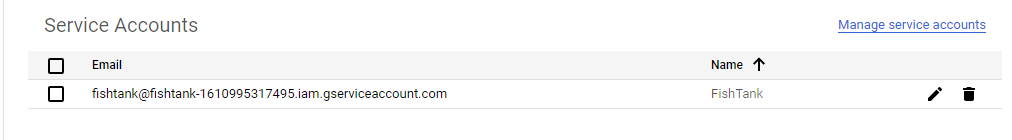 Service Accounts
Manage service accounts
Email Name
fishtank@fishtank-1610995317495.iam.gserviceaccount.com FishTank